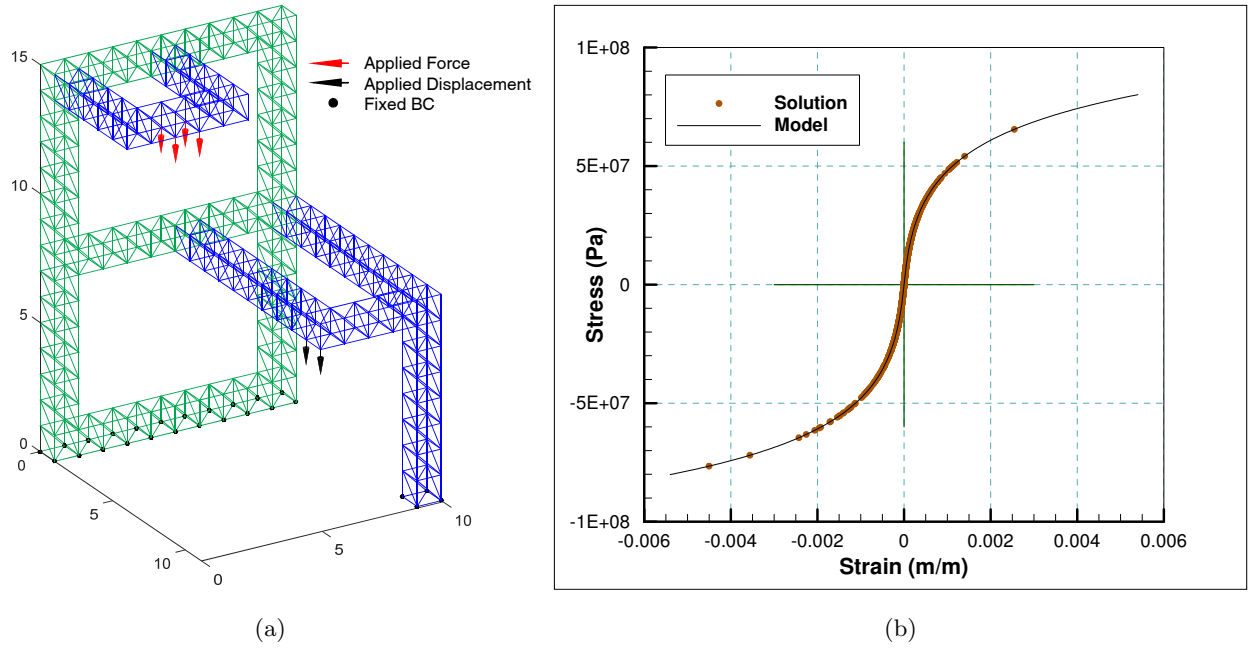 15
10
5
0
0
5
10
0
5
10
Applied Force
Applied Displacement
Fixed BC
(a)
1E+08
5E+07
0
-5E+07
-1E+08
Stress (Pa)
Solution
Model
-0.006
-0.004
-0.002
0
0.002
0.004
0.006
Strain (m/m)
(b)